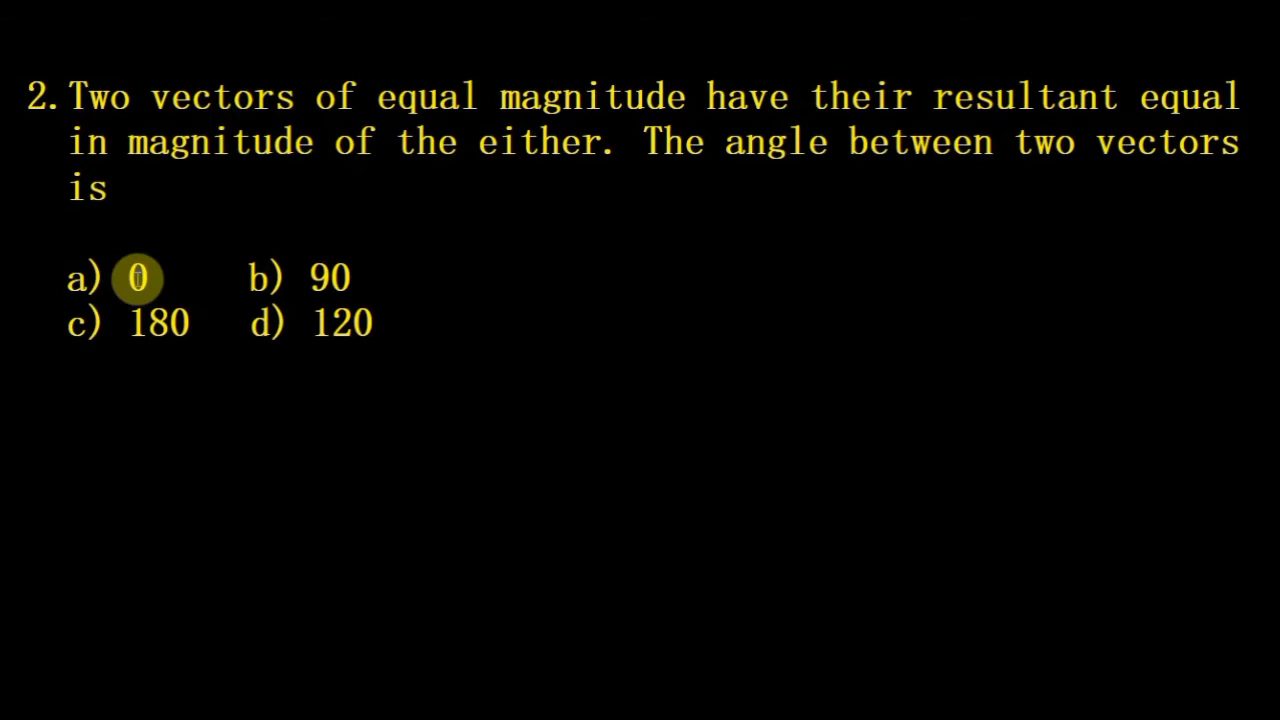 2. Two vectors of equal magnitude have their resultant equal
in magnitude of the either. The angle between two vectors
is
a) 0 b) 90
c) 180 d) 120